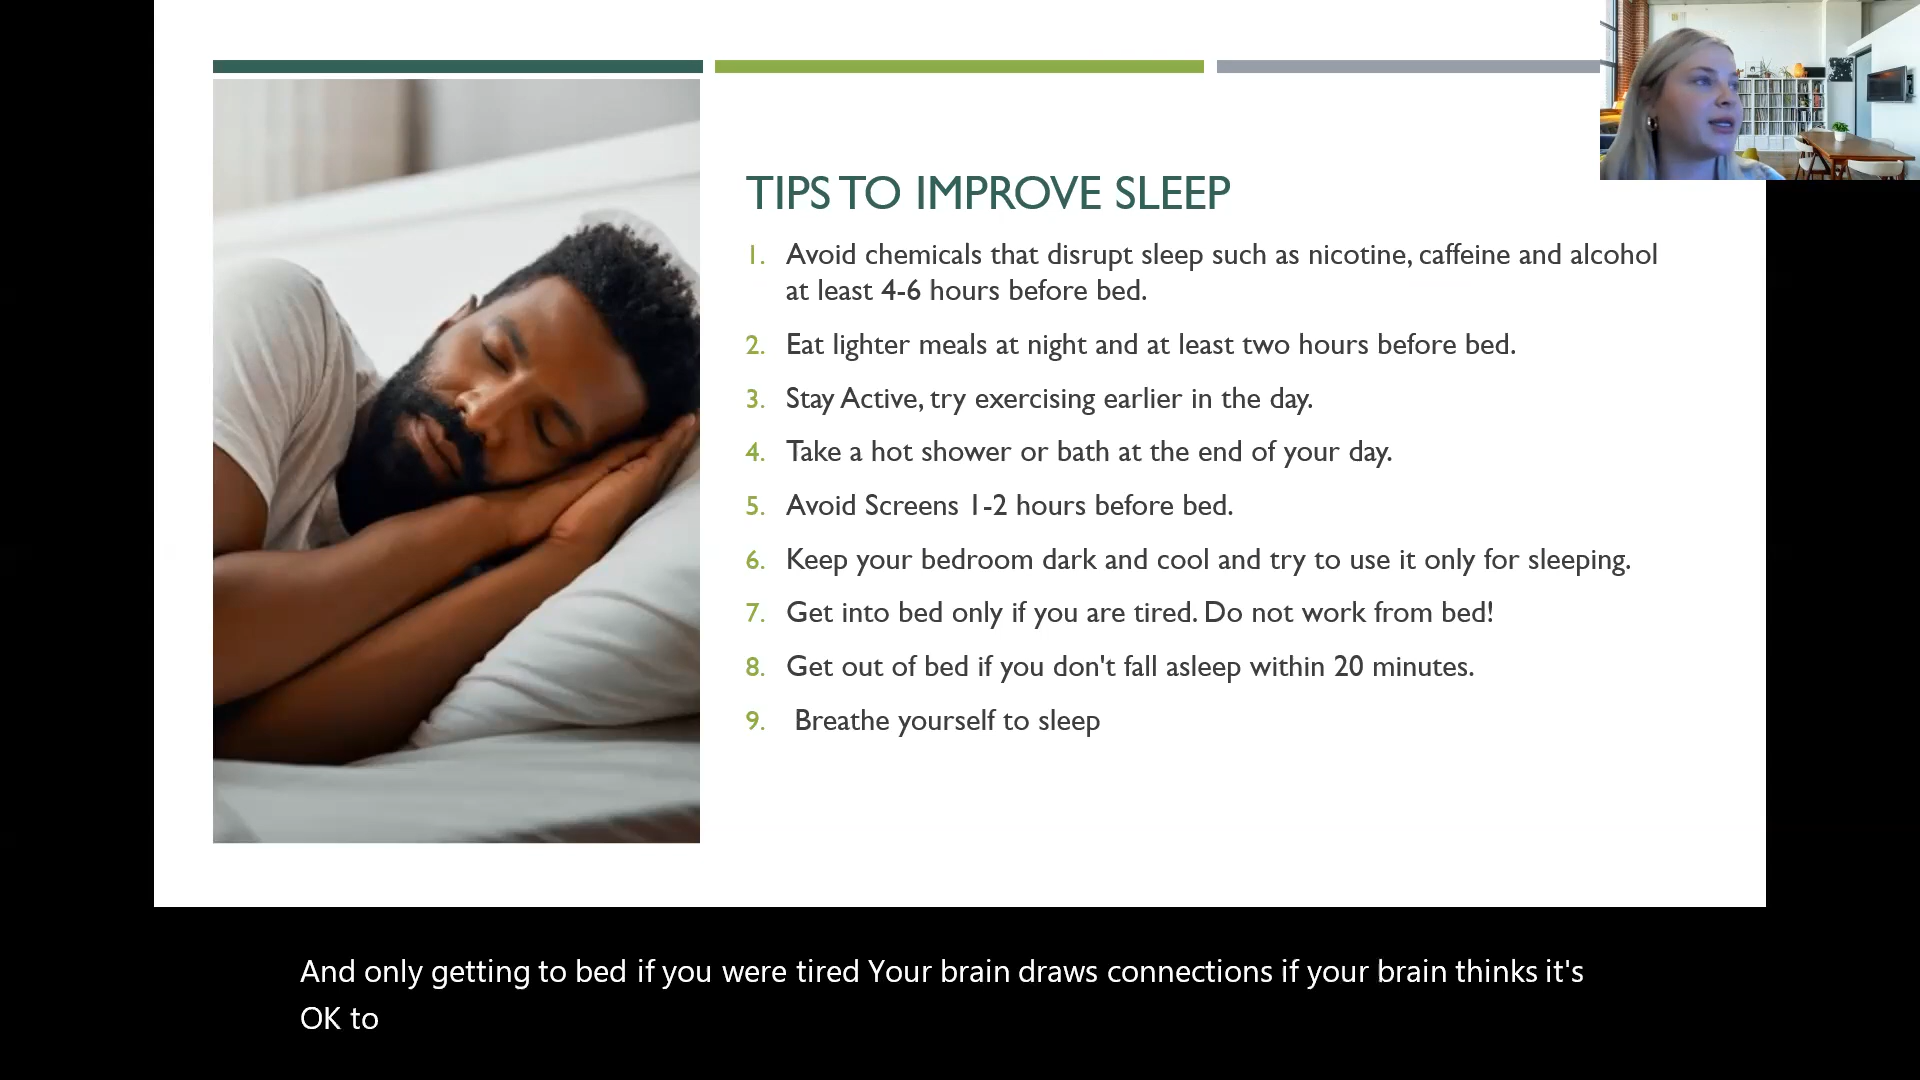 TIPS TO IMPROVE SLEEP
1. Avoid chemicals that disrupt sleep such as nicotine, caffeine and alcohol
at least 4-6 hours before bed.
2. Eat lighter meals at night and at least two hours before bed.
3. Stay Active, try exercising earlier in the day.
4. Take a hot shower or bath at the end of your day.
5. Avoid Screens 1-2 hours before bed.
6. Keep your bedroom dark and cool and try to use it only for sleeping.
7. Get into bed only if you are tired. Do not work from bed!
8. Get out of bed if you don't fall asleep within 20 minutes.
9. Breathe yourself to sleep
And only getting to bed if you were tired Your brain draws connections if your brain thinks it's
OK to